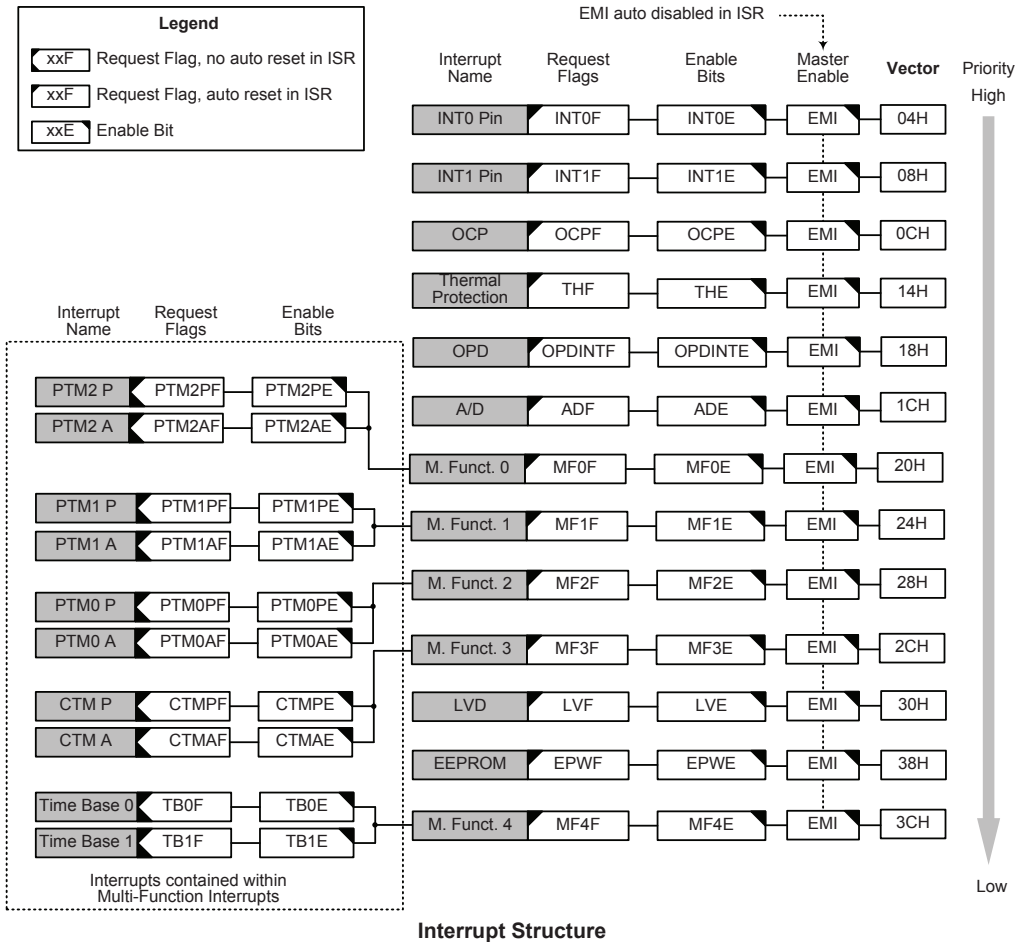 Legend
xxF Request Flag, no auto reset in ISR
xxF Request Flag, auto reset in ISR
xxE Enable Bit
EMI auto disabled in ISR
Interrupt Name Request Flags Enable Bits Master Enable Vector Priority
High
INT0 Pin INT0F INT0E EMI 04H
INT1 Pin INT1F INT1E EMI 08H
OCP OCPF OCPE EMI 0CH
Thermal Protection THF THE EMI 14H
OPD OPDINTF OPDINTE EMI 18H
A/D ADF ADE EMI 1CH
M. Funct. 0 MF0F MF0E EMI 20H
M. Funct. 1 MF1F MF1E EMI 24H
M. Funct. 2 MF2F MF2E EMI 28H
M. Funct. 3 MF3F MF3E EMI 2CH
LVD LVF LVE EMI 30H
EEPROM EPWF EPWE EMI 38H
M. Funct. 4 MF4F MF4E EMI 3CH
Low
Interrupt Name Request Flags Enable Bits
PTM2 P PTM2PF PTM2PE
PTM2 A PTM2AF PTM2AE
PTM1 P PTM1PF PTM1PE
PTM1 A PTM1AF PTM1AE
PTM0 P PTM0PF PTM0PE
PTM0 A PTM0AF PTM0AE
CTM P CTMPF CTMPE
CTM A CTMAF CTMAE
Time Base 0 TB0F TB0E
Time Base 1 TB1F TB1E
Interrupts contained within
Multi-Function Interrupts
Interrupt Structure